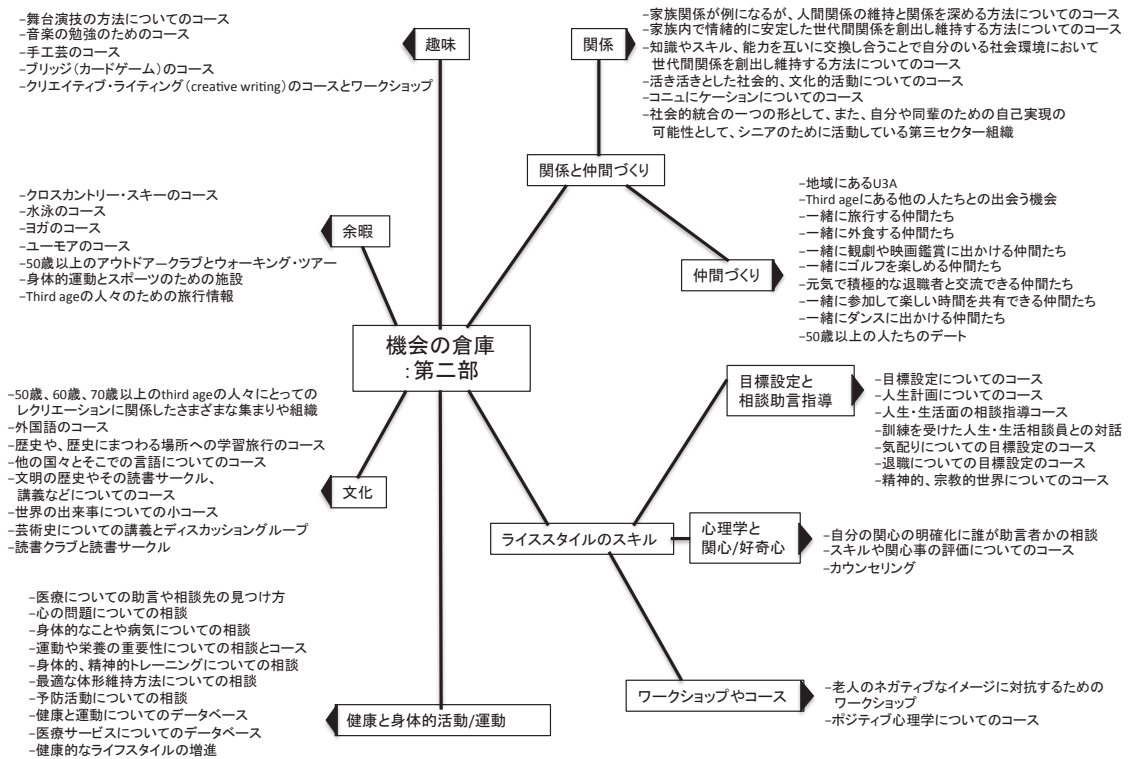 –舞台演技の方法についてのコース
–音楽の勉強のためのコース
–手工芸のコース
–ブリッジ（カードゲーム）のコース
–クリエイティブ・ライティング（creative writing）のコースとワークショップ
趣味
関係
–家族関係が例になるが、人間関係の維持と関係を深める方法についてのコース
–家族内で情緒的に安定した世代間関係を創出し維持する方法についてのコース
–知識やスキル、能力を互いに交換し合うことで自分のいる社会環境において
世代間関係を創出し維持する方法についてのコース
–活き活きとした社会的、文化的活動についてのコース
–コニュにケーションについてのコース
–社会的統合の一つの形として、また、自分や同輩のための自己実現の
可能性として、シニアのために活動している第三セクター組織
関係と仲間づくり
–クロスカントリー・スキーのコース
–水泳のコース
–ヨガのコース
–ユーモアのコース
–50歳以上のアウトドアークラブとウォーキング・ツアー
–身体的運動とスポーツのための施設
–Third ageの人々のための旅行情報
余暇
仲間づくり
–地域にあるU3A
–Third ageにある他の人たちとの出会う機会
–一緒に旅行する仲間たち
–一緒に外食する仲間たち
–一緒に観劇や映画鑑賞に出かける仲間たち
–一緒にゴルフを楽しめる仲間たち
–元気で積極的な退職者と交流できる仲間たち
–一緒に参加して楽しい時間を共有できる仲間たち
–一緒にダンスに出かける仲間たち
–50歳以上の人たちのデート
機会の倉庫
：第二部
–50歳、60歳、70歳以上のthird ageの人々にとっての
レクリエーションに関係したさまざまな集まりや組織
–外国語のコース
–歴史や、歴史にまつわる場所への学習旅行のコース
–他の国々とそこでの言語についてのコース
–文明の歴史やその読書サークル、
講義などについてのコース
–世界の出来事についての小コース
–芸術史についての講義とディスカッショングループ
–読書クラブと読書サークル
文化
目標設定と
相談助言指導
–目標設定についてのコース
–人生計画についてのコース
–人生・生活面の相談指導コース
–訓練を受けた人生・生活相談員との対話
–気配りについての目標設定のコース
–退職についての目標設定のコース
–精神的、宗教的世界についてのコース
ライススタイルのスキル
心理学と
関心/好奇心
–自分の関心の明確化に誰が助言者かの相談
–スキルや関心事の評価についてのコース
–カウンセリング
–医療についての助言や相談先の見つけ方
–心の問題についての相談
–身体的なことや病気についての相談
–運動や栄養の重要性についての相談とコース
–身体的、精神的トレーニングについての相談
–最適な体形維持方法についての相談
–予防活動についての相談
–健康と運動についてのデータベース
–医療サービスについてのデータベース
–健康的なライフスタイルの増進
健康と身体的活動/運動
ワークショップやコース
–老人のネガティブなイメージに対抗するための
ワークショップ
–ポジティブ心理学についてのコース